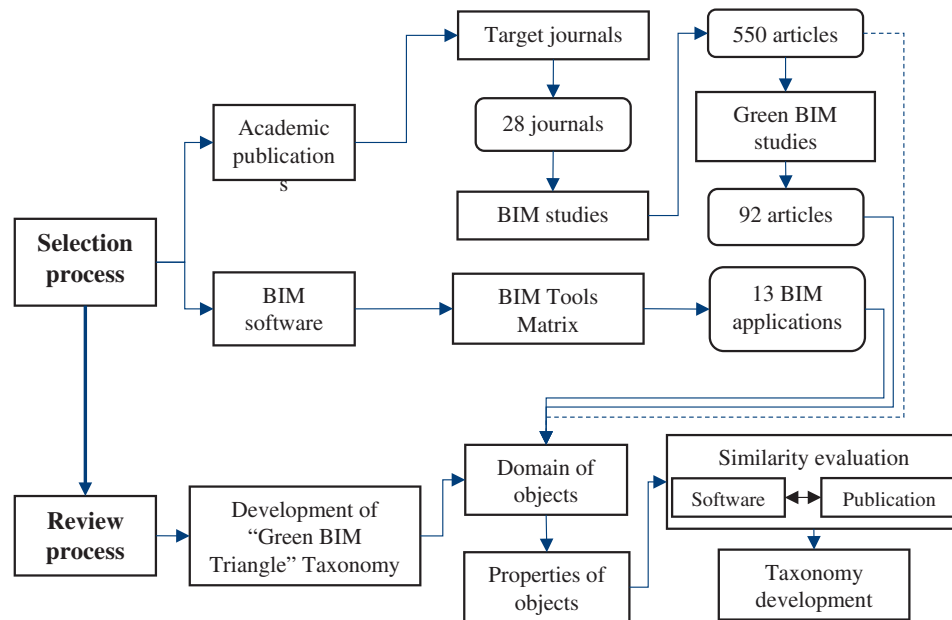 Target journals
550 articles
28 journals
Academic
publication
s
Green BIM
studies
BIM studies
92 articles
Selection
process
BIM
software
BIM Tools
Matrix
13 BIM
applications
Domain of
objects
Similarity evaluation
Software
Publication
Review
process
Development of
“Green BIM
Triangle” Taxonomy
Properties of
objects
Taxonomy
development